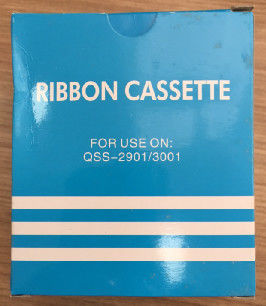 RIBBON CASSETTE
FOR USE ON:
QSS-2901/3001